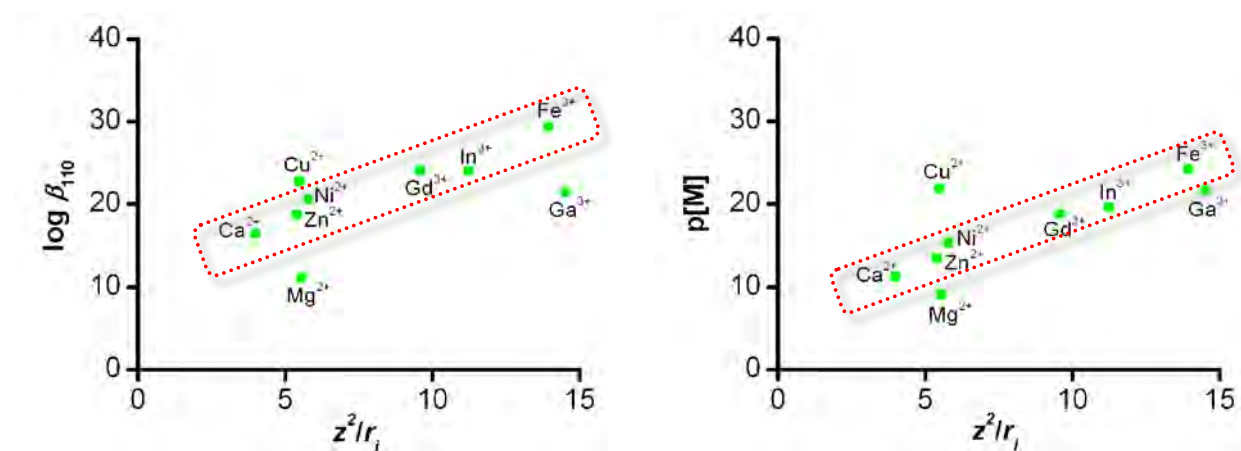 40
30
20
10
0
0
5
10
15
log β₁₁₀
z²/rᵢ
Cu²⁺
Ni²⁺
Zn²⁺
Ca²⁺
Mg²⁺
Gd³⁺
In³⁺
Fe³⁺
Ga³⁺
40
30
20
10
0
0
5
10
15
p[M]
z²/rᵢ
Cu²⁺
Ni²⁺
Zn²⁺
Ca²⁺
Mg²⁺
Gd³⁺
In³⁺
Fe³⁺
Ga³⁺